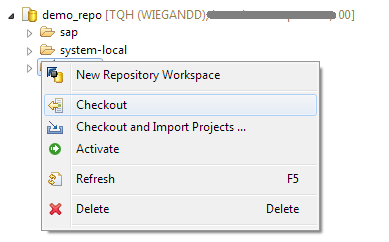 demo_repo [TQH (WIEGANDD), 00]
sap
system-local
New Repository Workspace
Checkout
Checkout and Import Projects ...
Activate
Refresh F5
Delete Delete